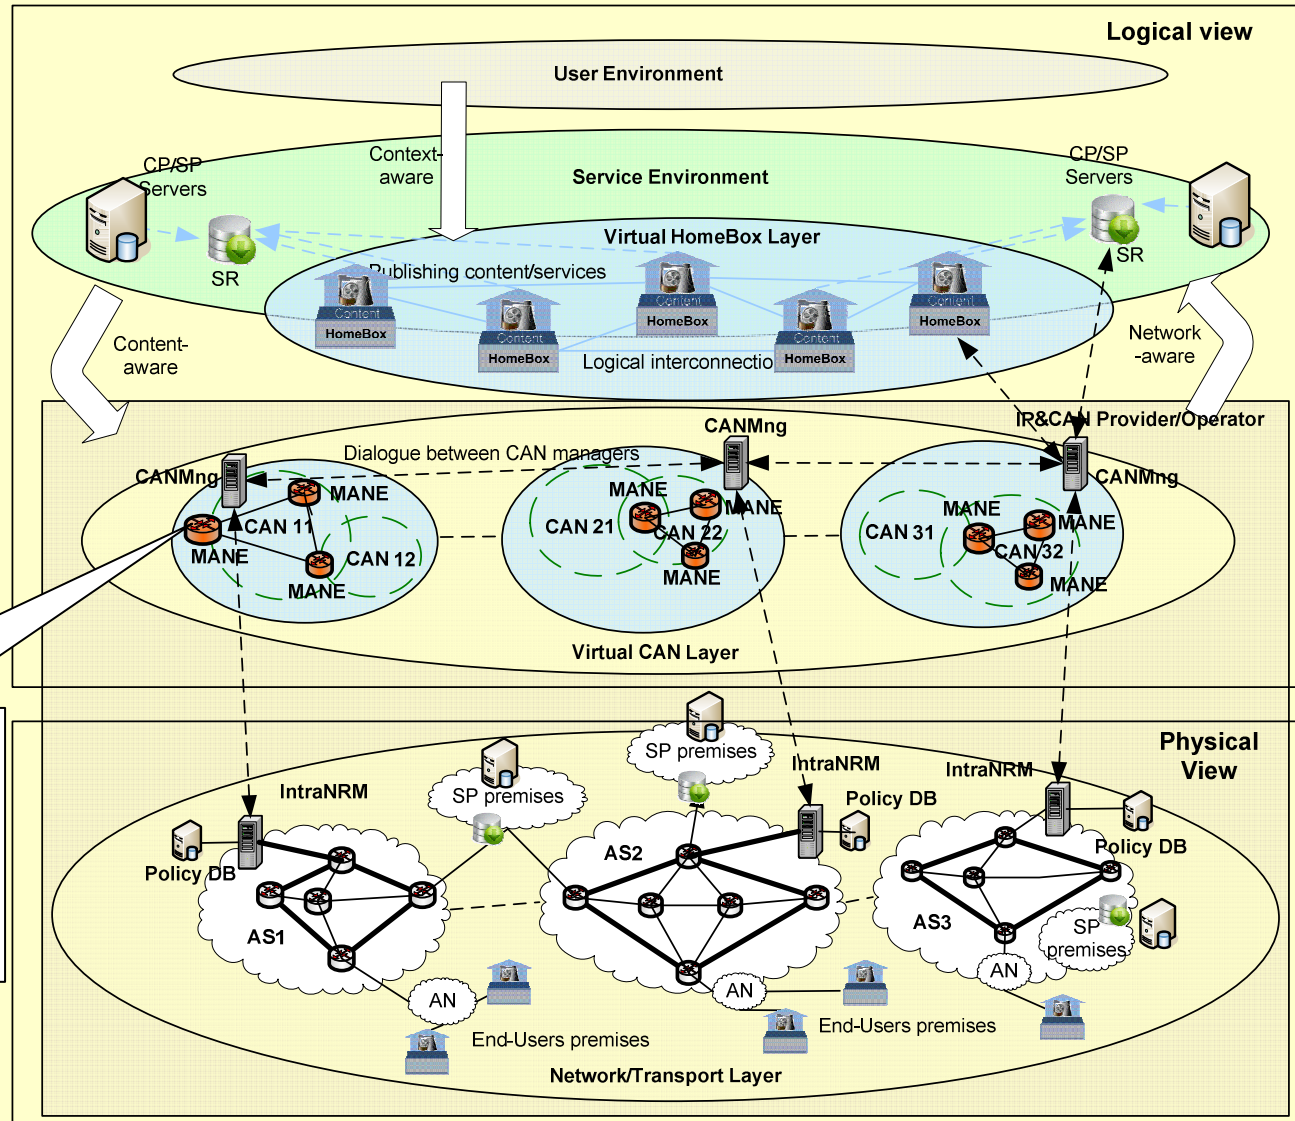 Logical view
User Environment
CP/SP
Servers
Context-
aware
Service Environment
CP/SP
Servers
Virtual HomeBox Layer
SR
SR
Publishing content/services
Content
HomeBox
Content
HomeBox
Content
HomeBox
Content
HomeBox
Content
HomeBox
Logical interconnectio
Content-
aware
Network
-aware
IP&CAN Provider/Operator
CANMng
Dialogue between CAN managers
CANMng
CANMng
MANE
CAN 11
MANE
CAN 12
MANE
MANE
CAN 21
MANE
CAN 22
MANE
MANE
CAN 31
MANE
CAN 32
MANE
Virtual CAN Layer
Physical
View
SP premises
SP premises
IntraNRM
IntraNRM
IntraNRM
Policy DB
Policy DB
Policy DB
AS1
AS2
AS3
SP
premises
AN
AN
AN
End-Users premises
End-Users premises
Network/Transport Layer